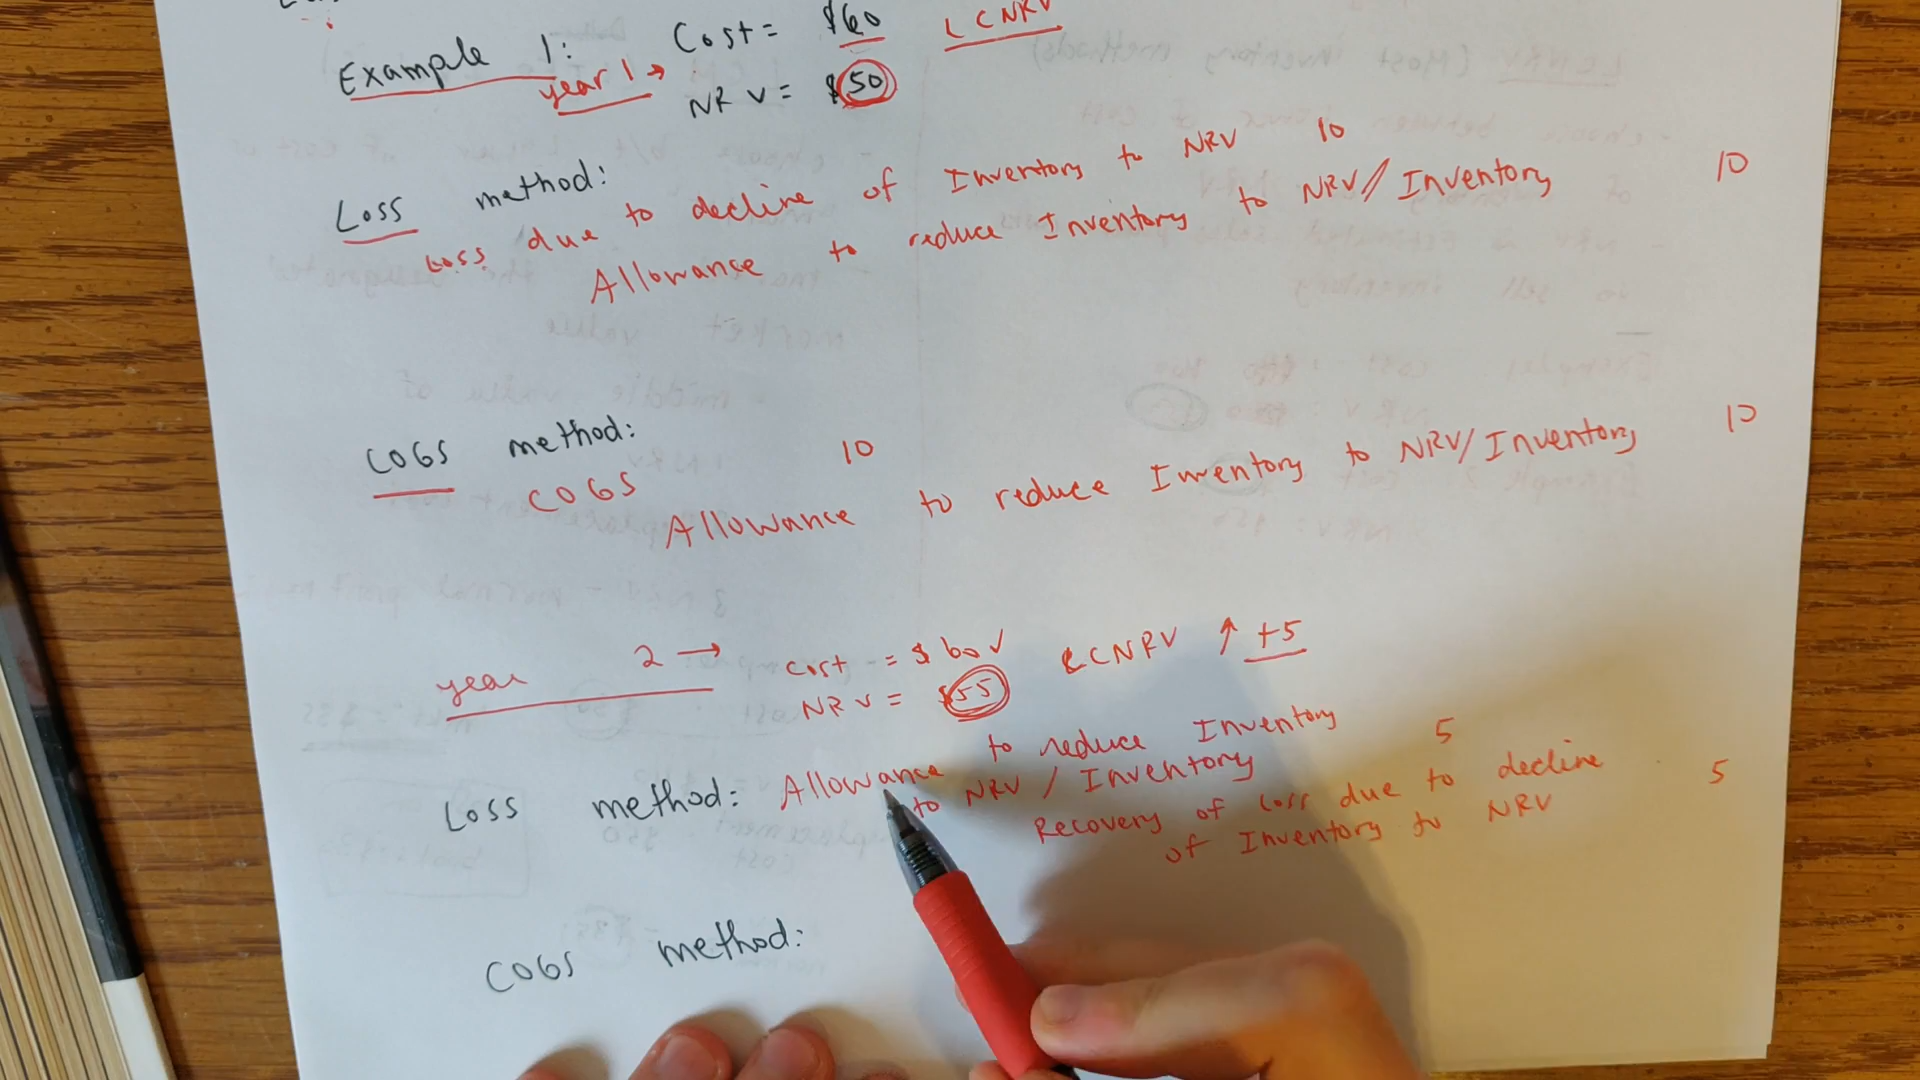 Example 1: Cost = $60 LCNRV
year 1 → NRV = $50
Loss method:
Loss due to decline of Inventory to NRV 10
Allowance to reduce Inventory to NRV/Inventory 10
COGS method:
COGS 10
Allowance to reduce Inventory to NRV/Inventory 10
year 2 → cost = $60 ✓ LCNRV ↑ +5
NRV = $55
Loss method: Allowance to reduce Inventory 5
to NRV / Inventory
Recovery of Loss due to decline 5
of Inventory to NRV
COGS method: